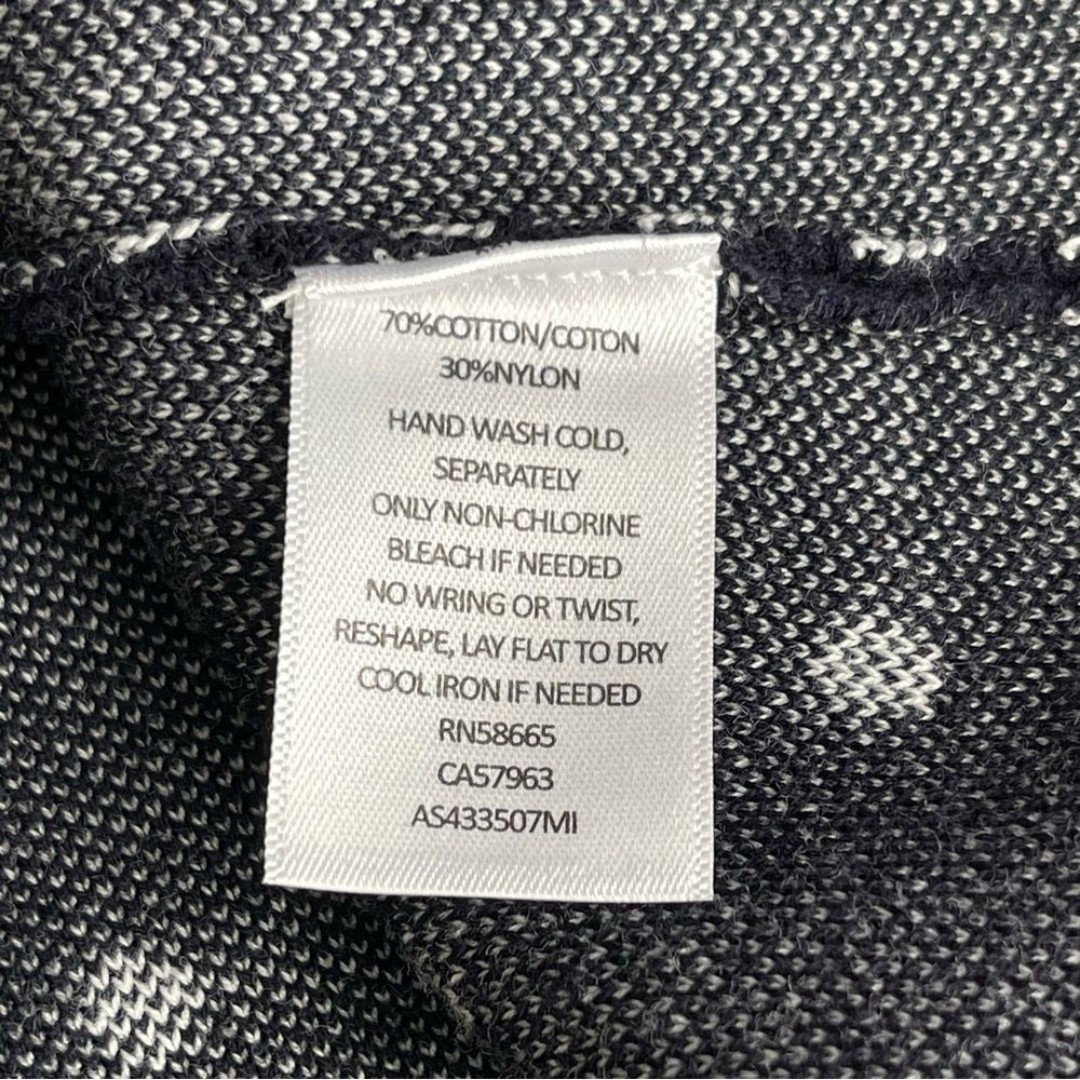 70%COTTON/COTON
30%NYLON
HAND WASH COLD,
SEPARATELY
ONLY NON-CHLORINE
BLEACH IF NEEDED
NO WRING OR TWIST,
RESHAPE, LAY FLAT TO DRY
COOL IRON IF NEEDED
RN58665
CA57963
AS433507MI